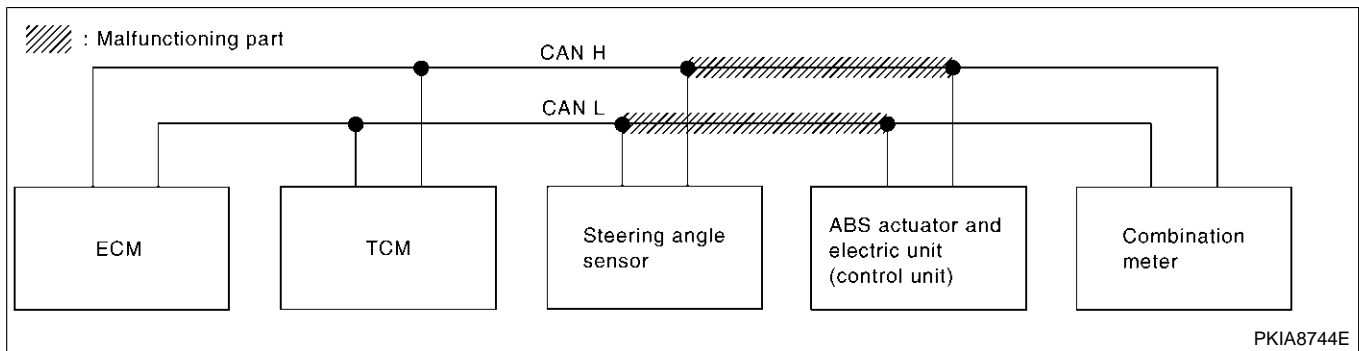 : Malfunctioning part
CAN H
CAN L
ECM
TCM
Steering angle
sensor
ABS actuator and
electric unit
(control unit)
Combination
meter
PKIA8744E